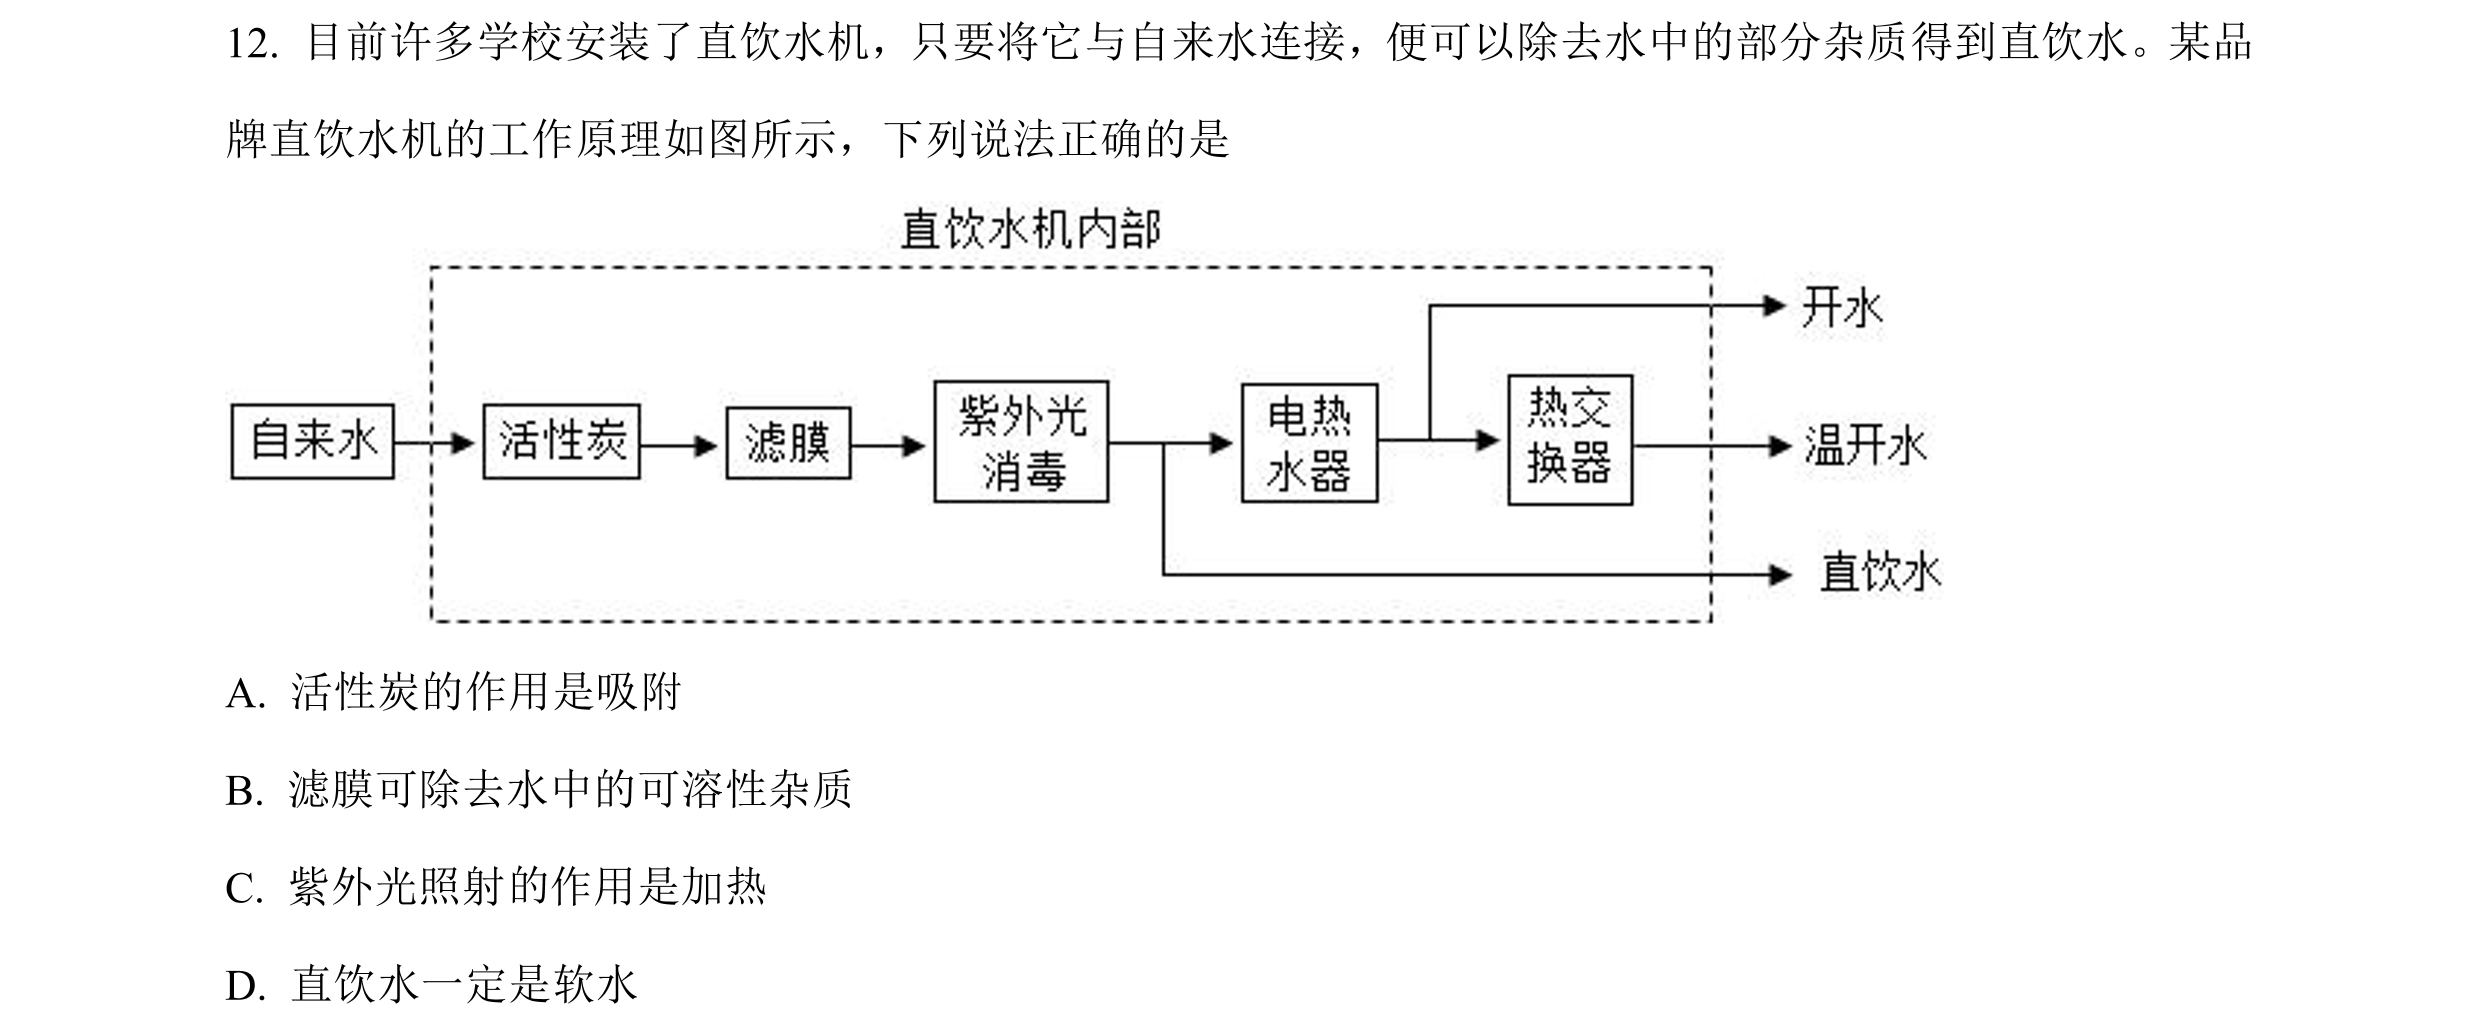 12. 目前许多学校安装了直饮水机，只要将它与自来水连接，便可以除去水中的部分杂质得到直饮水。某品
牌直饮水机的工作原理如图所示，下列说法正确的是
直饮水机内部
开水
自来水
活性炭
滤膜
紫外光
消毒
电热
水器
热交
换器
温开水
直饮水
A. 活性炭的作用是吸附
B. 滤膜可除去水中的可溶性杂质
C. 紫外光照射的作用是加热
D. 直饮水一定是软水